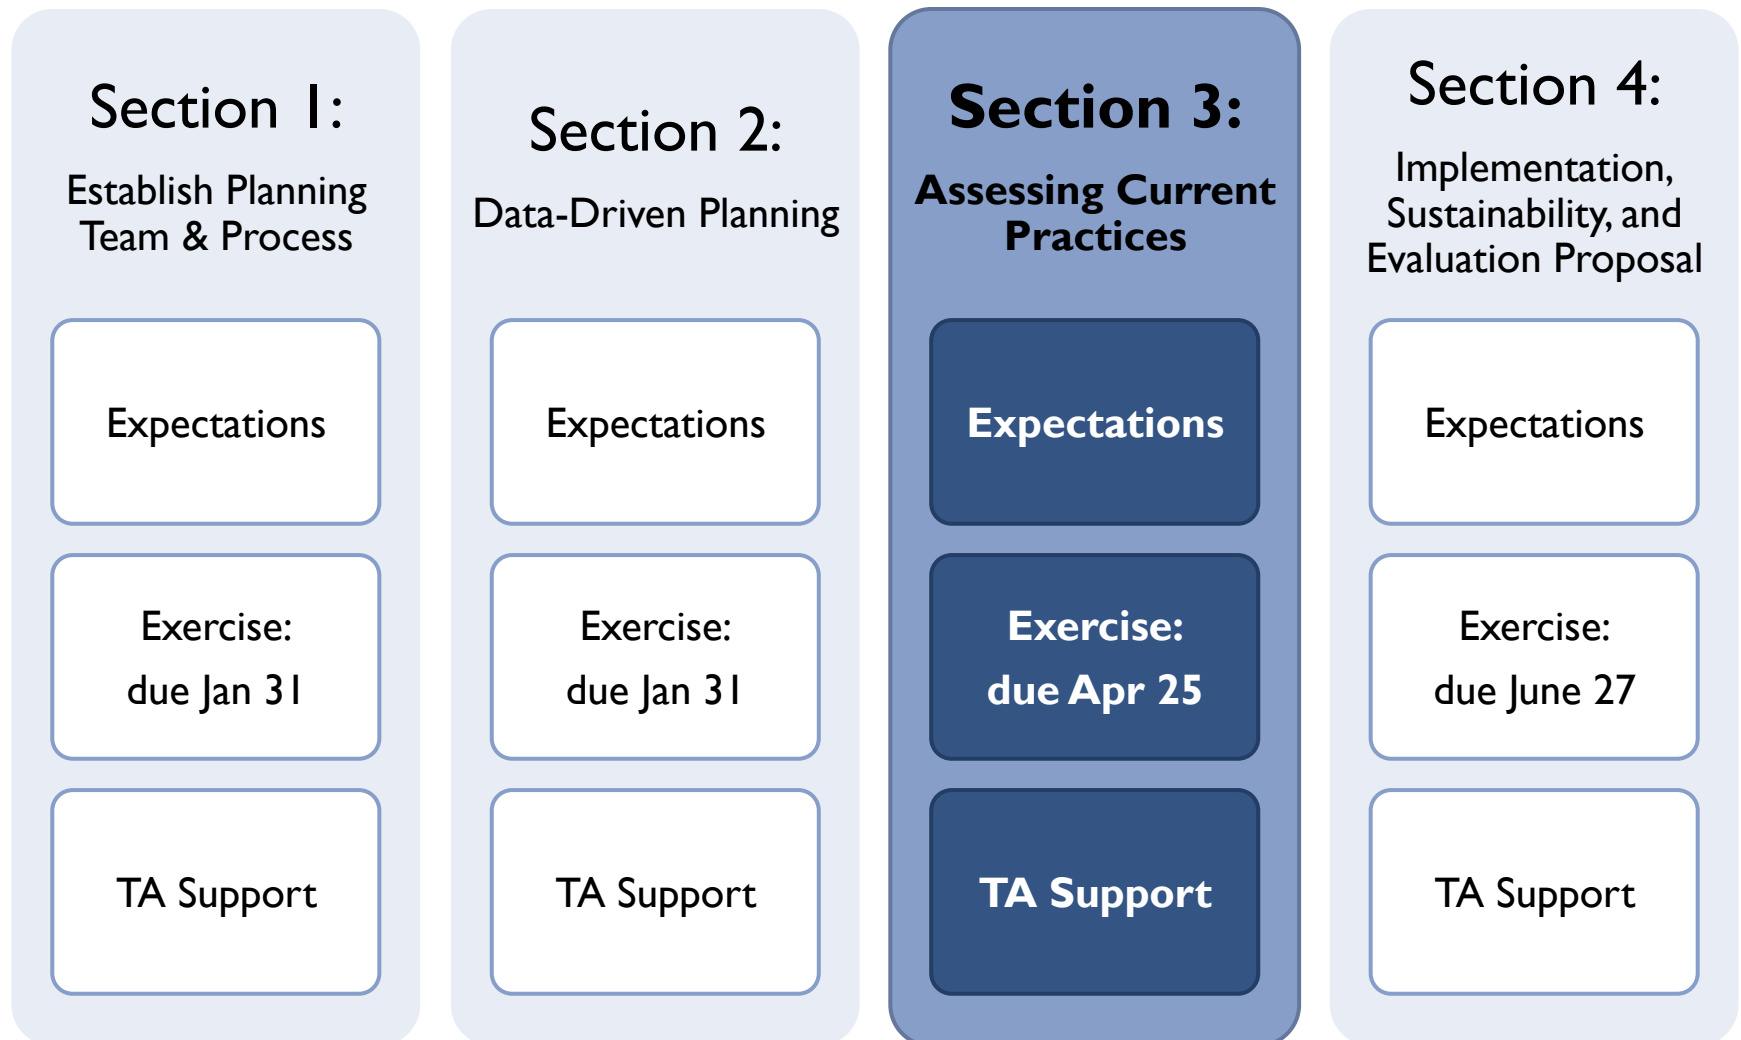 Section 1:
Establish Planning
Team & Process
Expectations
Exercise:
due Jan 31
TA Support
Section 2:
Data-Driven Planning
Expectations
Exercise:
due Jan 31
TA Support
Section 3:
Assessing Current
Practices
Expectations
Exercise:
due Apr 25
TA Support
Section 4:
Implementation,
Sustainability, and
Evaluation Proposal
Expectations
Exercise:
due June 27
TA Support